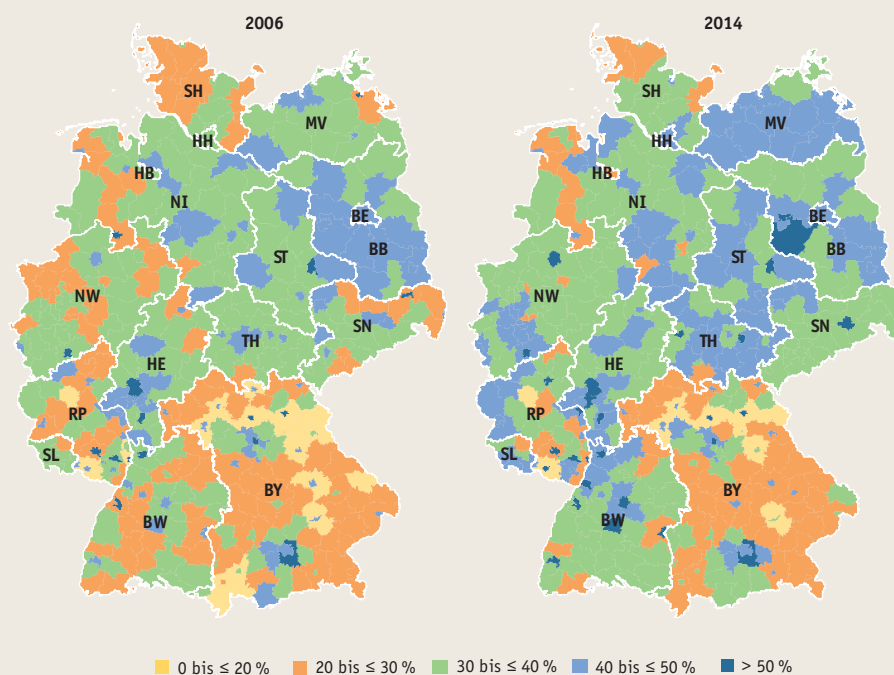 2006
2014
SH
MV
HH
HB
NI
BE
BB
ST
NW
SN
TH
HE
RP
SL
BY
BW
SH
MV
HH
HB
NI
BE
BB
ST
NW
SN
TH
HE
RP
SL
BY
BW
0 bis ≤ 20 %
20 bis ≤ 30 %
30 bis ≤ 40 %
40 bis ≤ 50 %
> 50 %